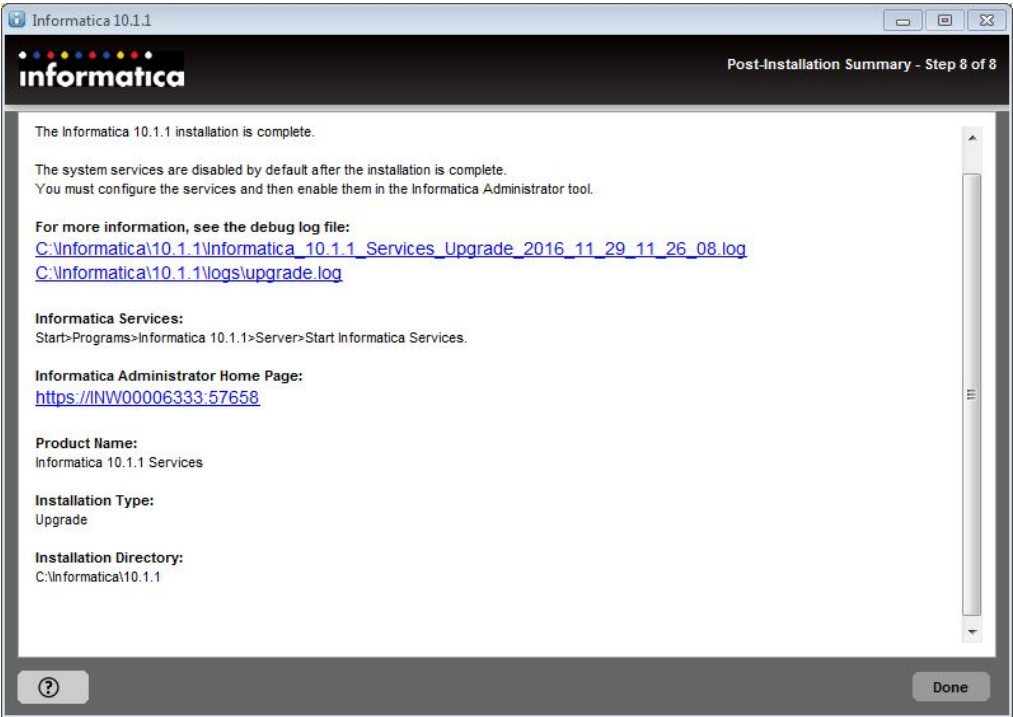 Informatica 10.1.1
informatica
Post-Installation Summary - Step 8 of 8
The Informatica 10.1.1 installation is complete.
The system services are disabled by default after the installation is complete.
You must configure the services and then enable them in the Informatica Administrator tool.
For more information, see the debug log file:
C:\Informatica\10.1.1\Informatica_10.1.1_Services_Upgrade_2016_11_29_11_26_08.log
C:\Informatica\10.1.1\logs\upgrade.log
Informatica Services:
Start>Programs>Informatica 10.1.1>Server>Start Informatica Services.
Informatica Administrator Home Page:
https://INW00006333:57658
Product Name:
Informatica 10.1.1 Services
Installation Type:
Upgrade
Installation Directory:
C:\Informatica\10.1.1
?
Done